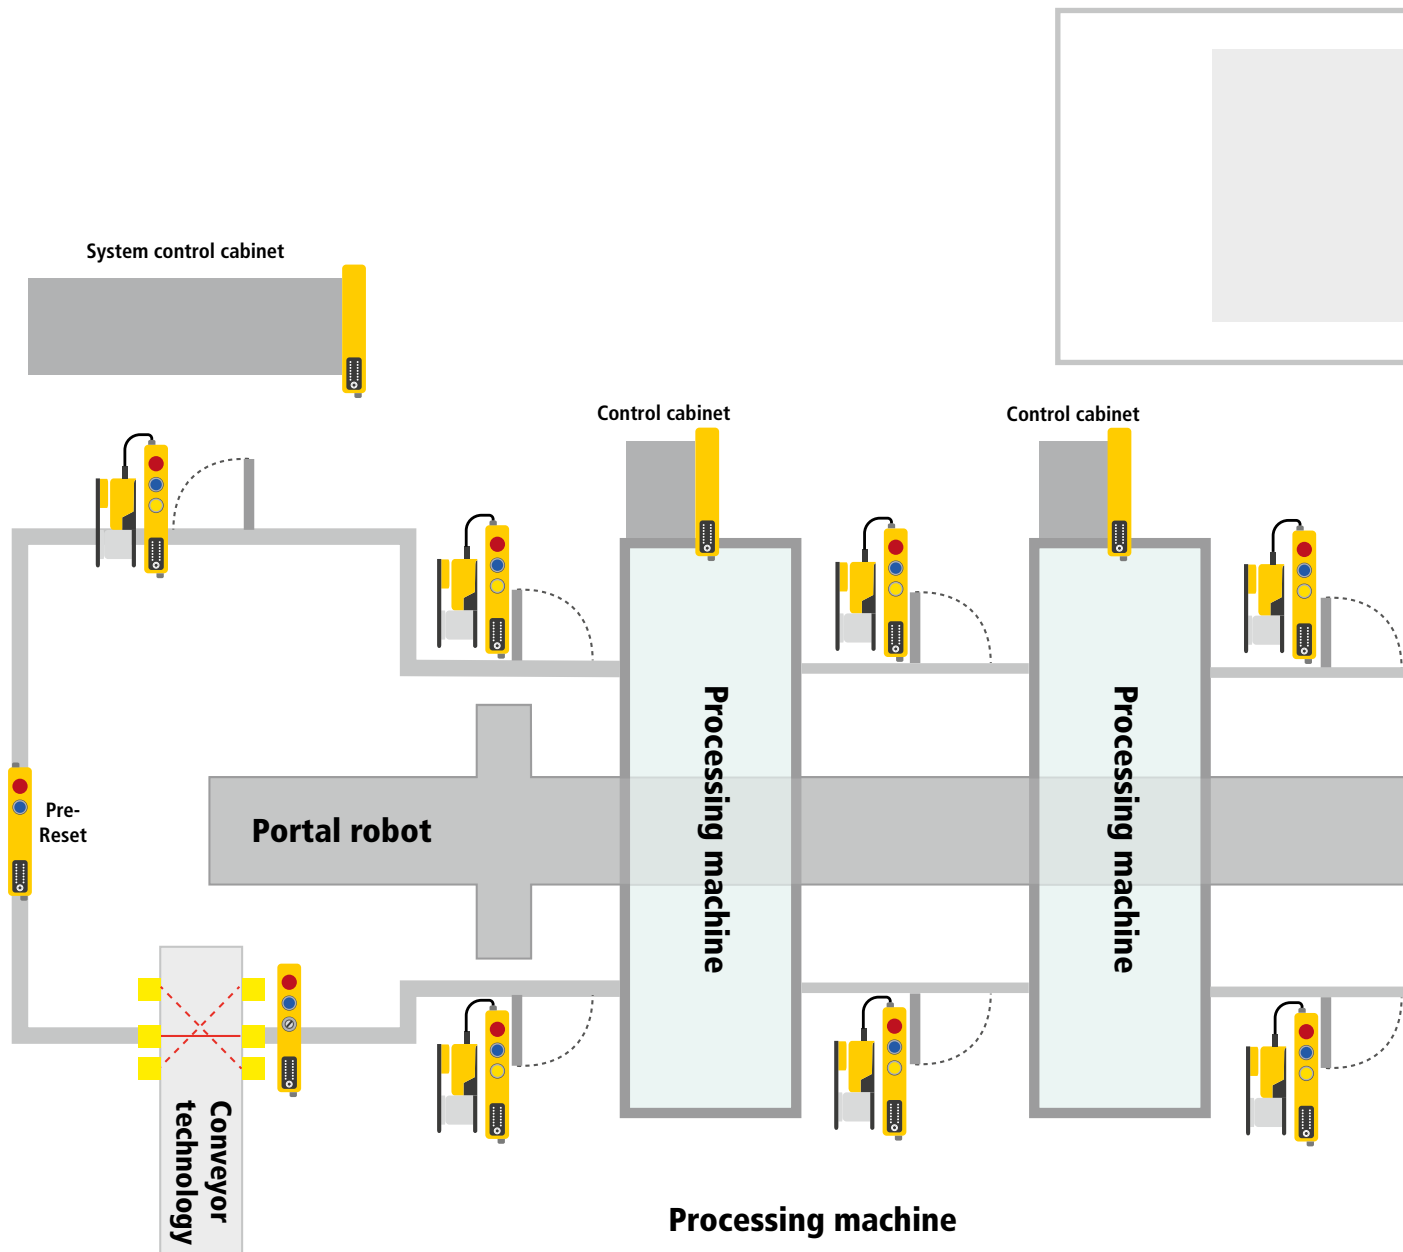 System control cabinet
Control cabinet
Control cabinet
Pre-
Reset
Portal robot
Processing machine
Processing machine
Conveyor
technology
Processing machine